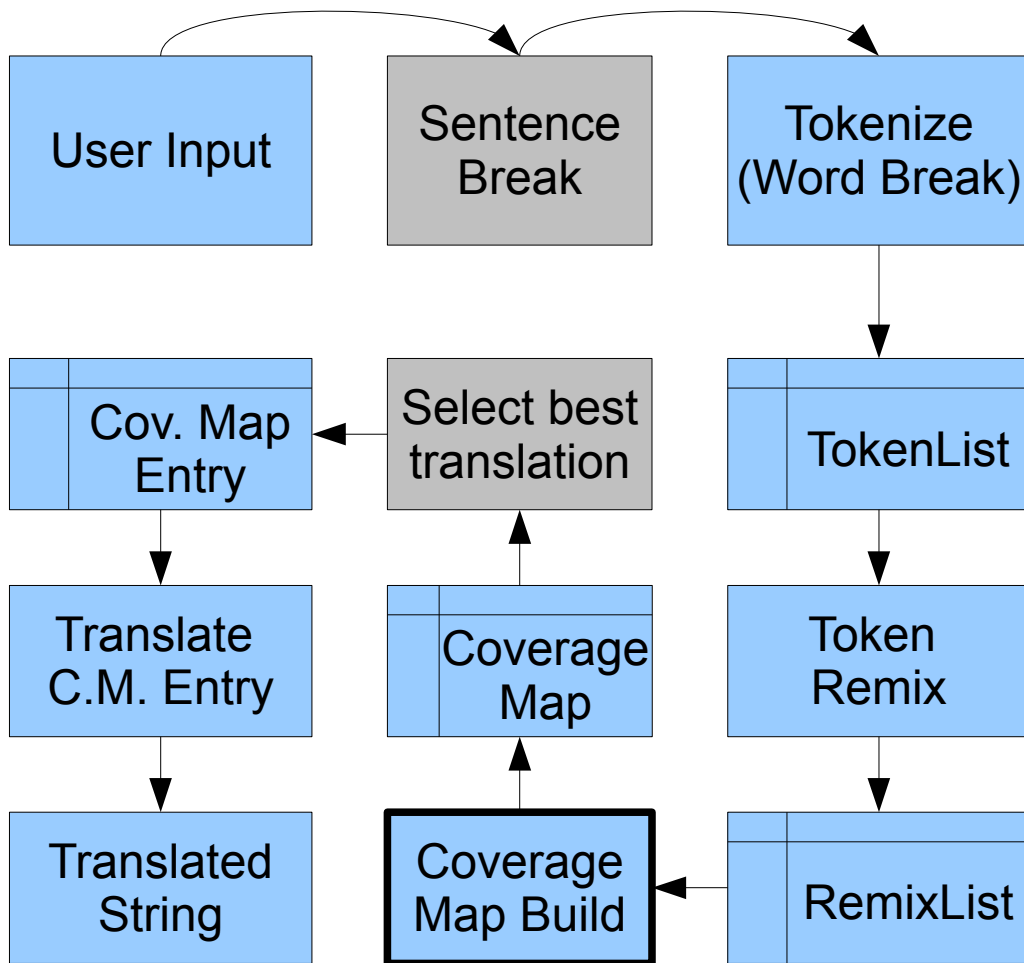 User Input
Sentence
Break
Tokenize
(Word Break)
TokenList
Token
Remix
RemixList
Coverage
Map Build
Coverage
Map
Select best
translation
Cov. Map
Entry
Translate
C.M. Entry
Translated
String